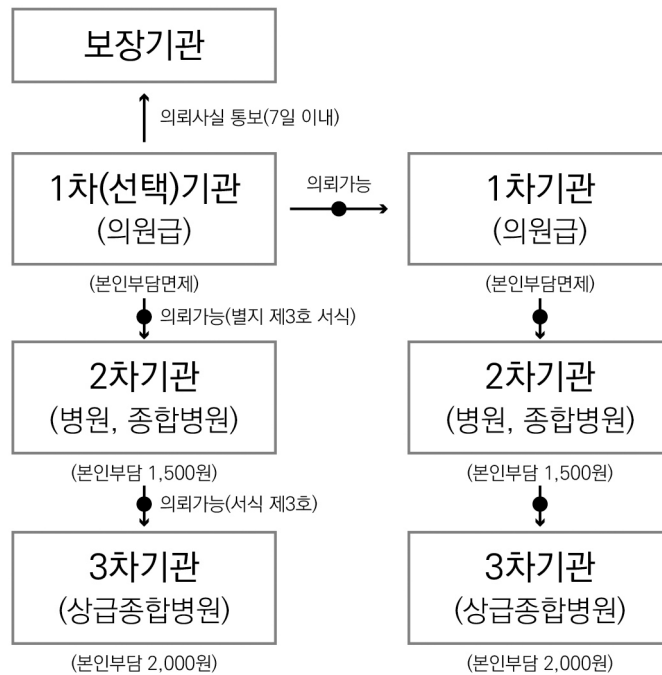 보장기관
의뢰사실 통보(7일 이내)
1차(선택)기관
(의원급)
의뢰가능
1차기관
(의원급)
(본인부담면제)
(본인부담면제)
의뢰가능(별지 제3호 서식)
2차기관
(병원, 종합병원)
2차기관
(병원, 종합병원)
(본인부담 1,500원)
(본인부담 1,500원)
의뢰가능(서식 제3호)
3차기관
(상급종합병원)
3차기관
(상급종합병원)
(본인부담 2,000원)
(본인부담 2,000원)